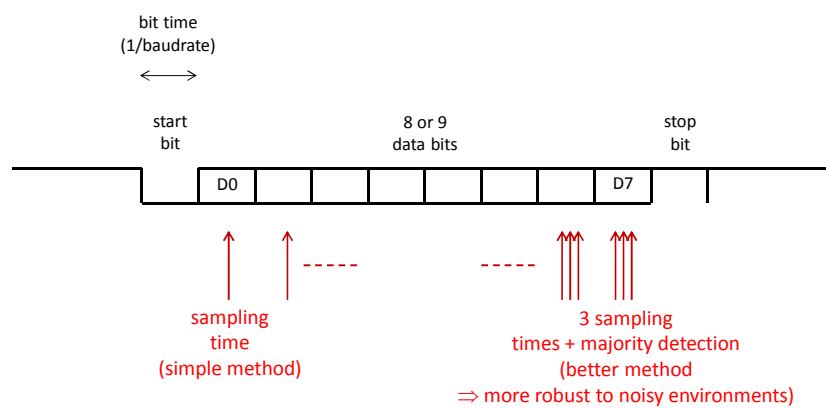 bit time
(1/baudrate)
start
bit
8 or 9
data bits
stop
bit
D0
D7
sampling
time
(simple method)
3 sampling
times + majority detection
(better method
⇒ more robust to noisy environments)